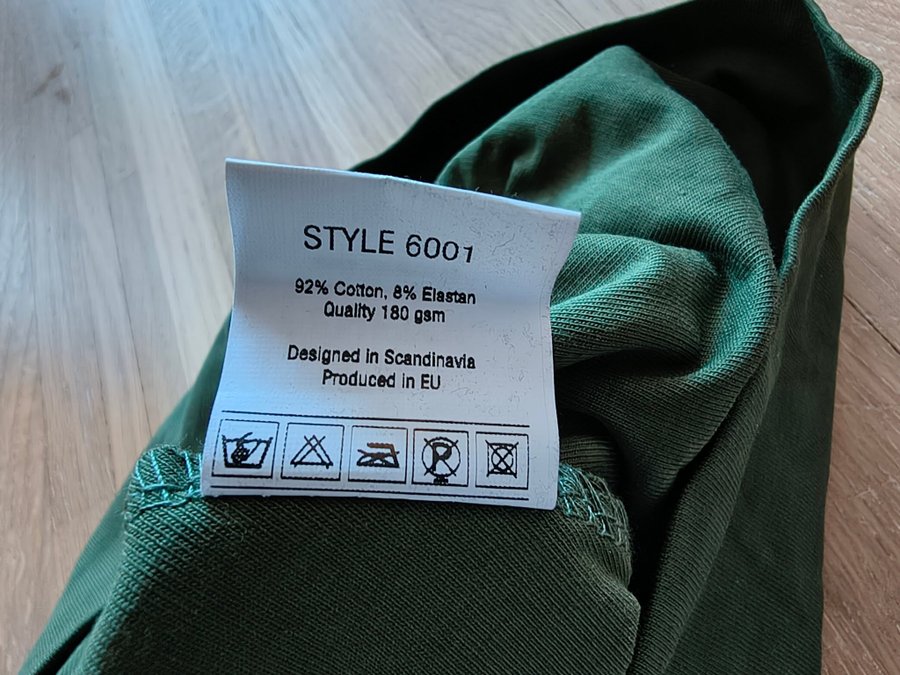 STYLE 6001
92% Cotton, 8% Elastan
Quality 180 gsm
Designed in Scandinavia
Produced in EU
P